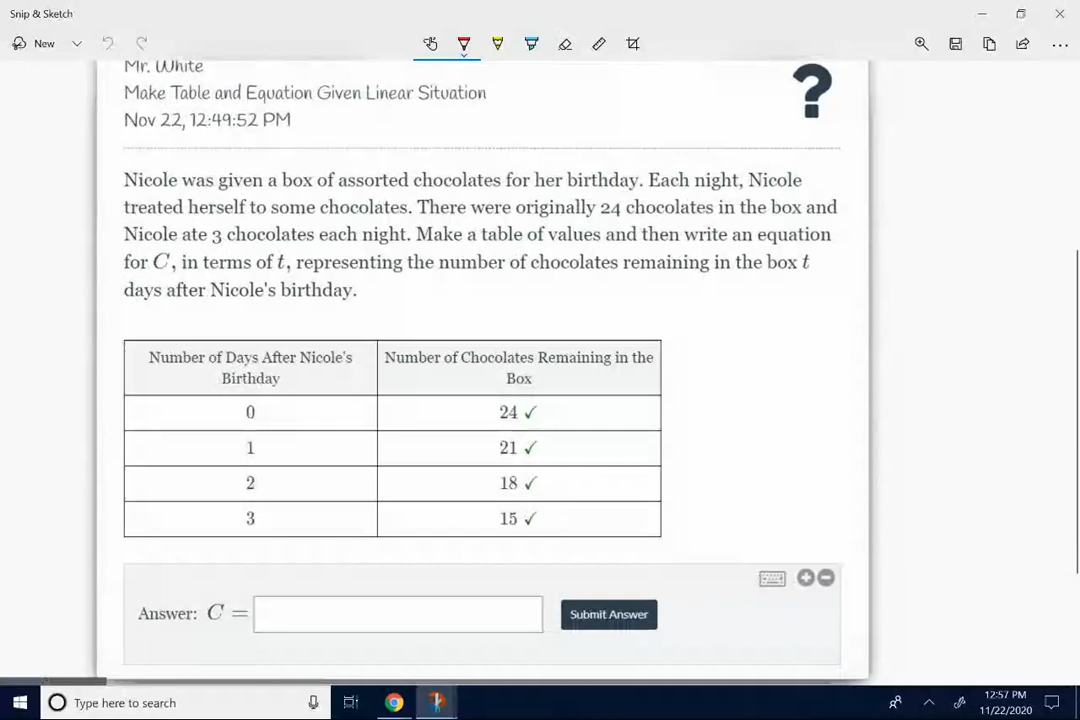 Snip & Sketch
New
Mr. White
Make Table and Equation Given Linear Situation
Nov 22, 12:49:52 PM
?
Nicole was given a box of assorted chocolates for her birthday. Each night, Nicole
treated herself to some chocolates. There were originally 24 chocolates in the box and
Nicole ate 3 chocolates each night. Make a table of values and then write an equation
for C, in terms of t, representing the number of chocolates remaining in the box t
days after Nicole's birthday.
Number of Days After Nicole's
Birthday
Number of Chocolates Remaining in the
Box
0 24 ✓
1 21 ✓
2 18 ✓
3 15 ✓
Answer: C =
Submit Answer
Type here to search
12:57 PM
11/22/2020